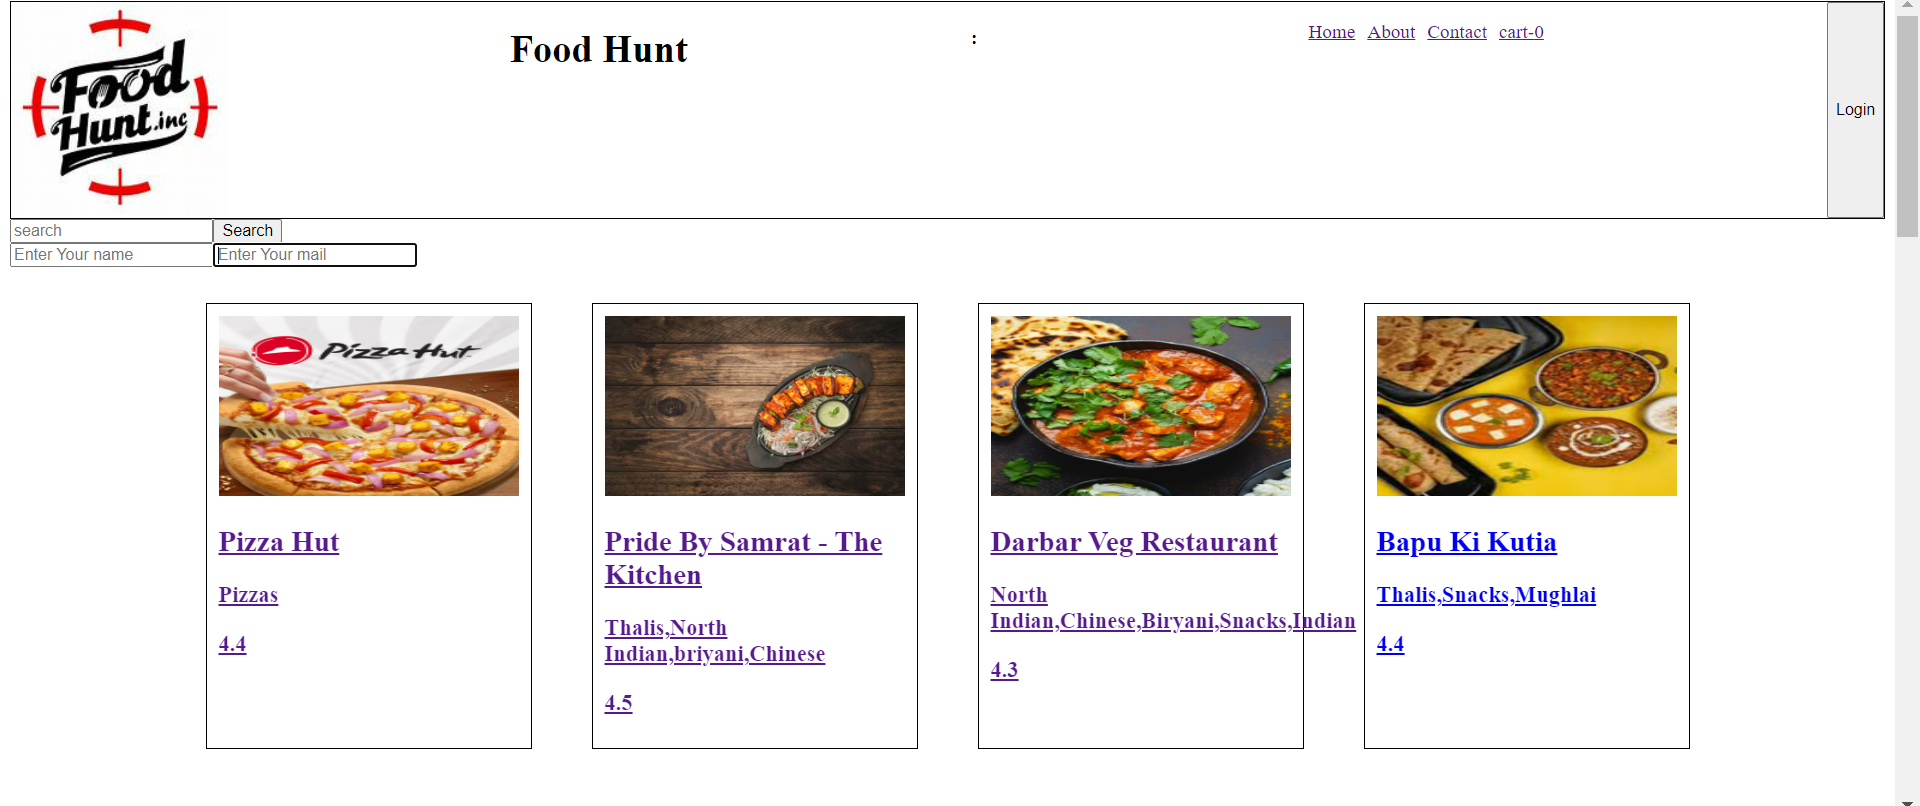 Food
Hunt.inc
Food Hunt
:
Home About Contact cart-0
Login
search Search
Enter Your name Enter Your mail
Pizza Hut
Pizza Hut
Pizzas
4.4
Pride By Samrat - The
Kitchen
Thalis,North
Indian,briyani,Chinese
4.5
Darbar Veg Restaurant
North
Indian,Chinese,Biryani,Snacks,Indian
4.3
Bapu Ki Kutia
Thalis,Snacks,Mughlai
4.4